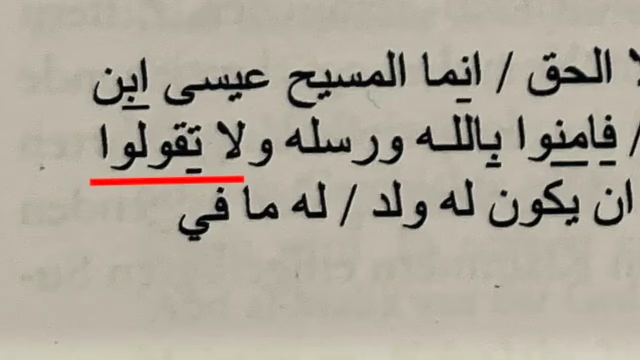 الحق / انما المسيح عيسى ابن
/ فامنوا بالله ورسله ولا تقولوا
ان يكون له ولد / له ما في